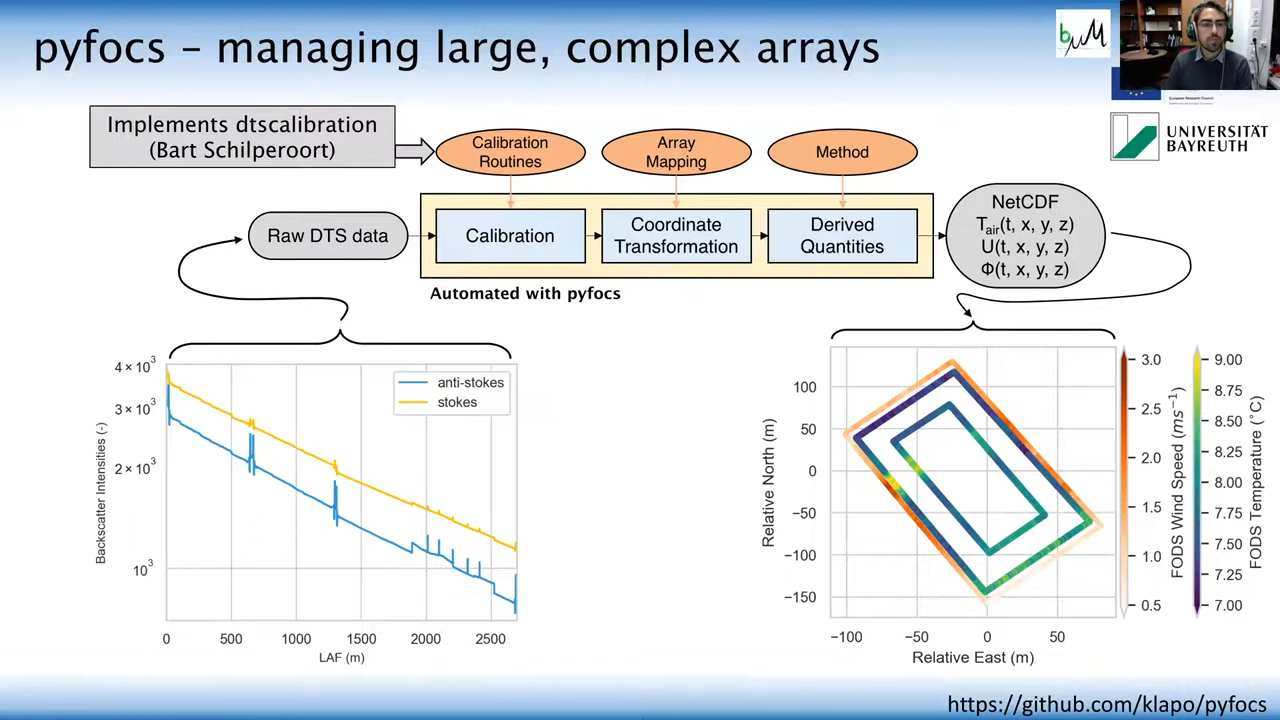 pyfocs – managing large, complex arrays
bμM
European Research Council
UNIVERSITÄT
BAYREUTH
Implements dtscalibration
(Bart Schilperoort)
Calibration
Routines
Array
Mapping
Method
Raw DTS data
Calibration
Coordinate
Transformation
Derived
Quantities
NetCDF
Tair(t, x, y, z)
U(t, x, y, z)
Φ(t, x, y, z)
Automated with pyfocs
4 × 10³
3 × 10³
2 × 10³
10³
Backscatter Intensities (-)
anti-stokes
stokes
0 500 1000 1500 2000 2500
LAF (m)
100
50
0
−50
−100
−150
Relative North (m)
−100 −50 0 50
Relative East (m)
3.0
2.5
2.0
1.5
1.0
0.5
FODS Wind Speed (ms⁻¹)
9.00
8.75
8.50
8.25
8.00
7.75
7.50
7.25
7.00
FODS Temperature (°C)
https://github.com/klapo/pyfocs